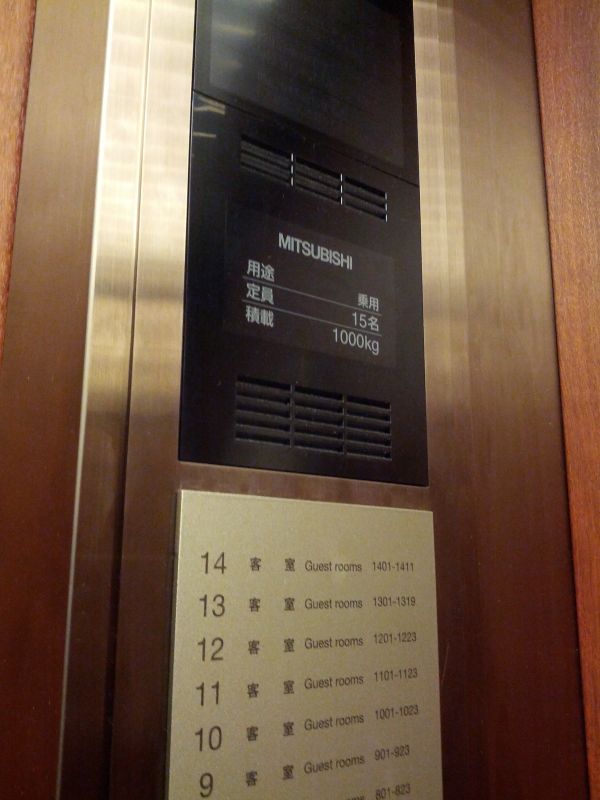 MITSUBISHI
用途 乗用
定員 15名
積載 1000kg
14 客室 Guest rooms 1401-1411
13 客室 Guest rooms 1301-1319
12 客室 Guest rooms 1201-1223
11 客室 Guest rooms 1101-1123
10 客室 Guest rooms 1001-1023
9 客室 Guest rooms 901-923
室 Guest rooms 801-823